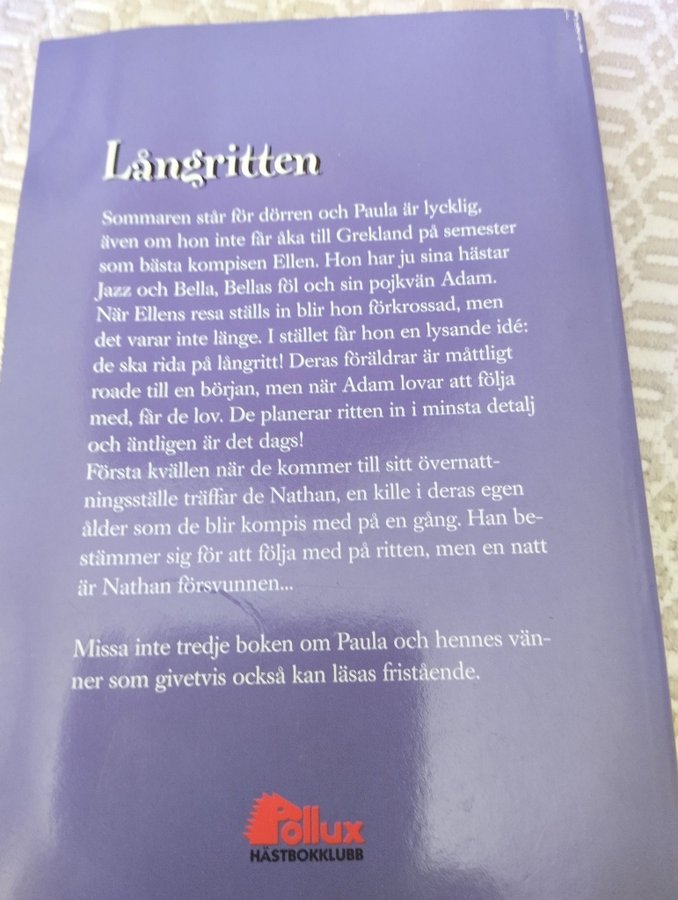 Långritten
Sommaren står för dörren och Paula är lycklig,
även om hon inte får åka till Grekland på semester
som bästa kompisen Ellen. Hon har ju sina hästar
Jazz och Bella, Bellas föl och sin pojkvän Adam.
När Ellens resa ställs in blir hon förkrossad, men
det varar inte länge. I stället får hon en lysande idé:
de ska rida på långritt! Deras föräldrar är måttligt
roade till en början, men när Adam lovar att följa
med, får de lov. De planerar ritten in i minsta detalj
och äntligen är det dags!
Första kvällen när de kommer till sitt övernatt-
ningsställe träffar de Nathan, en kille i deras egen
ålder som de blir kompis med på en gång. Han be-
stämmer sig för att följa med på ritten, men en natt
är Nathan försvunnen...
Missa inte tredje boken om Paula och hennes vän-
ner som givetvis också kan läsas fristående.
Pollux
HÄSTBOKKLUBB